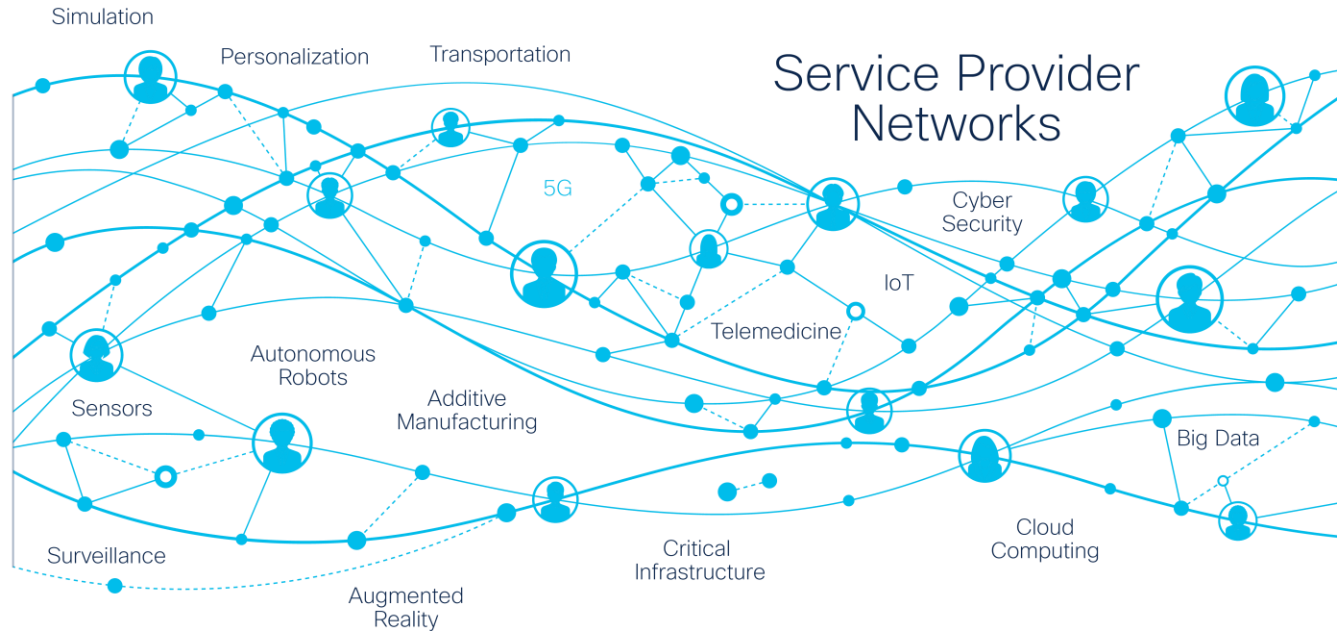 Simulation
Personalization
Transportation
Service Provider
Networks
5G
Cyber
Security
IoT
Telemedicine
Autonomous
Robots
Sensors
Additive
Manufacturing
Big Data
Surveillance
Critical
Infrastructure
Cloud
Computing
Augmented
Reality